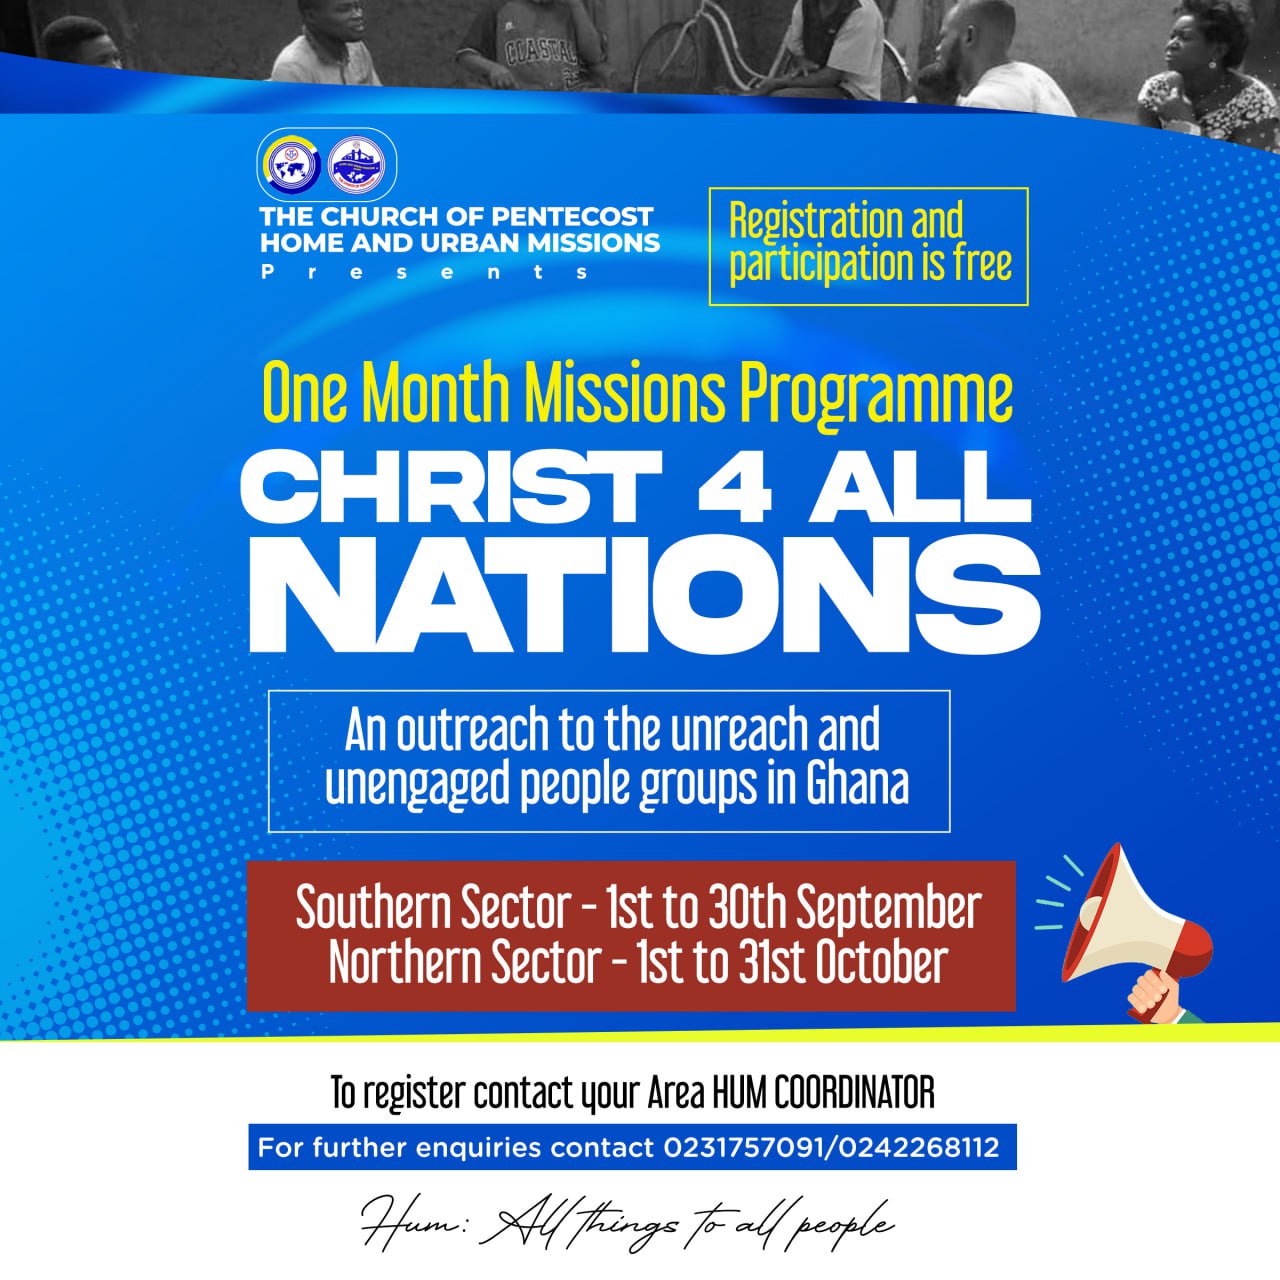 COASTAL
THE CHURCH OF PENTECOST
HOME AND URBAN MISSIONS
Presents
Registration and
participation is free
One Month Missions Programme
CHRIST 4 ALL
NATIONS
An outreach to the unreach and
unengaged people groups in Ghana
Southern Sector - 1st to 30th September
Northern Sector - 1st to 31st October
To register contact your Area HUM COORDINATOR
For further enquiries contact 0231757091/0242268112
Hum: All things to all people